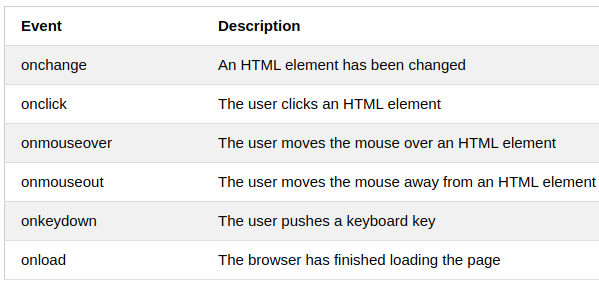 Event Description
onchange An HTML element has been changed
onclick The user clicks an HTML element
onmouseover The user moves the mouse over an HTML element
onmouseout The user moves the mouse away from an HTML element
onkeydown The user pushes a keyboard key
onload The browser has finished loading the page